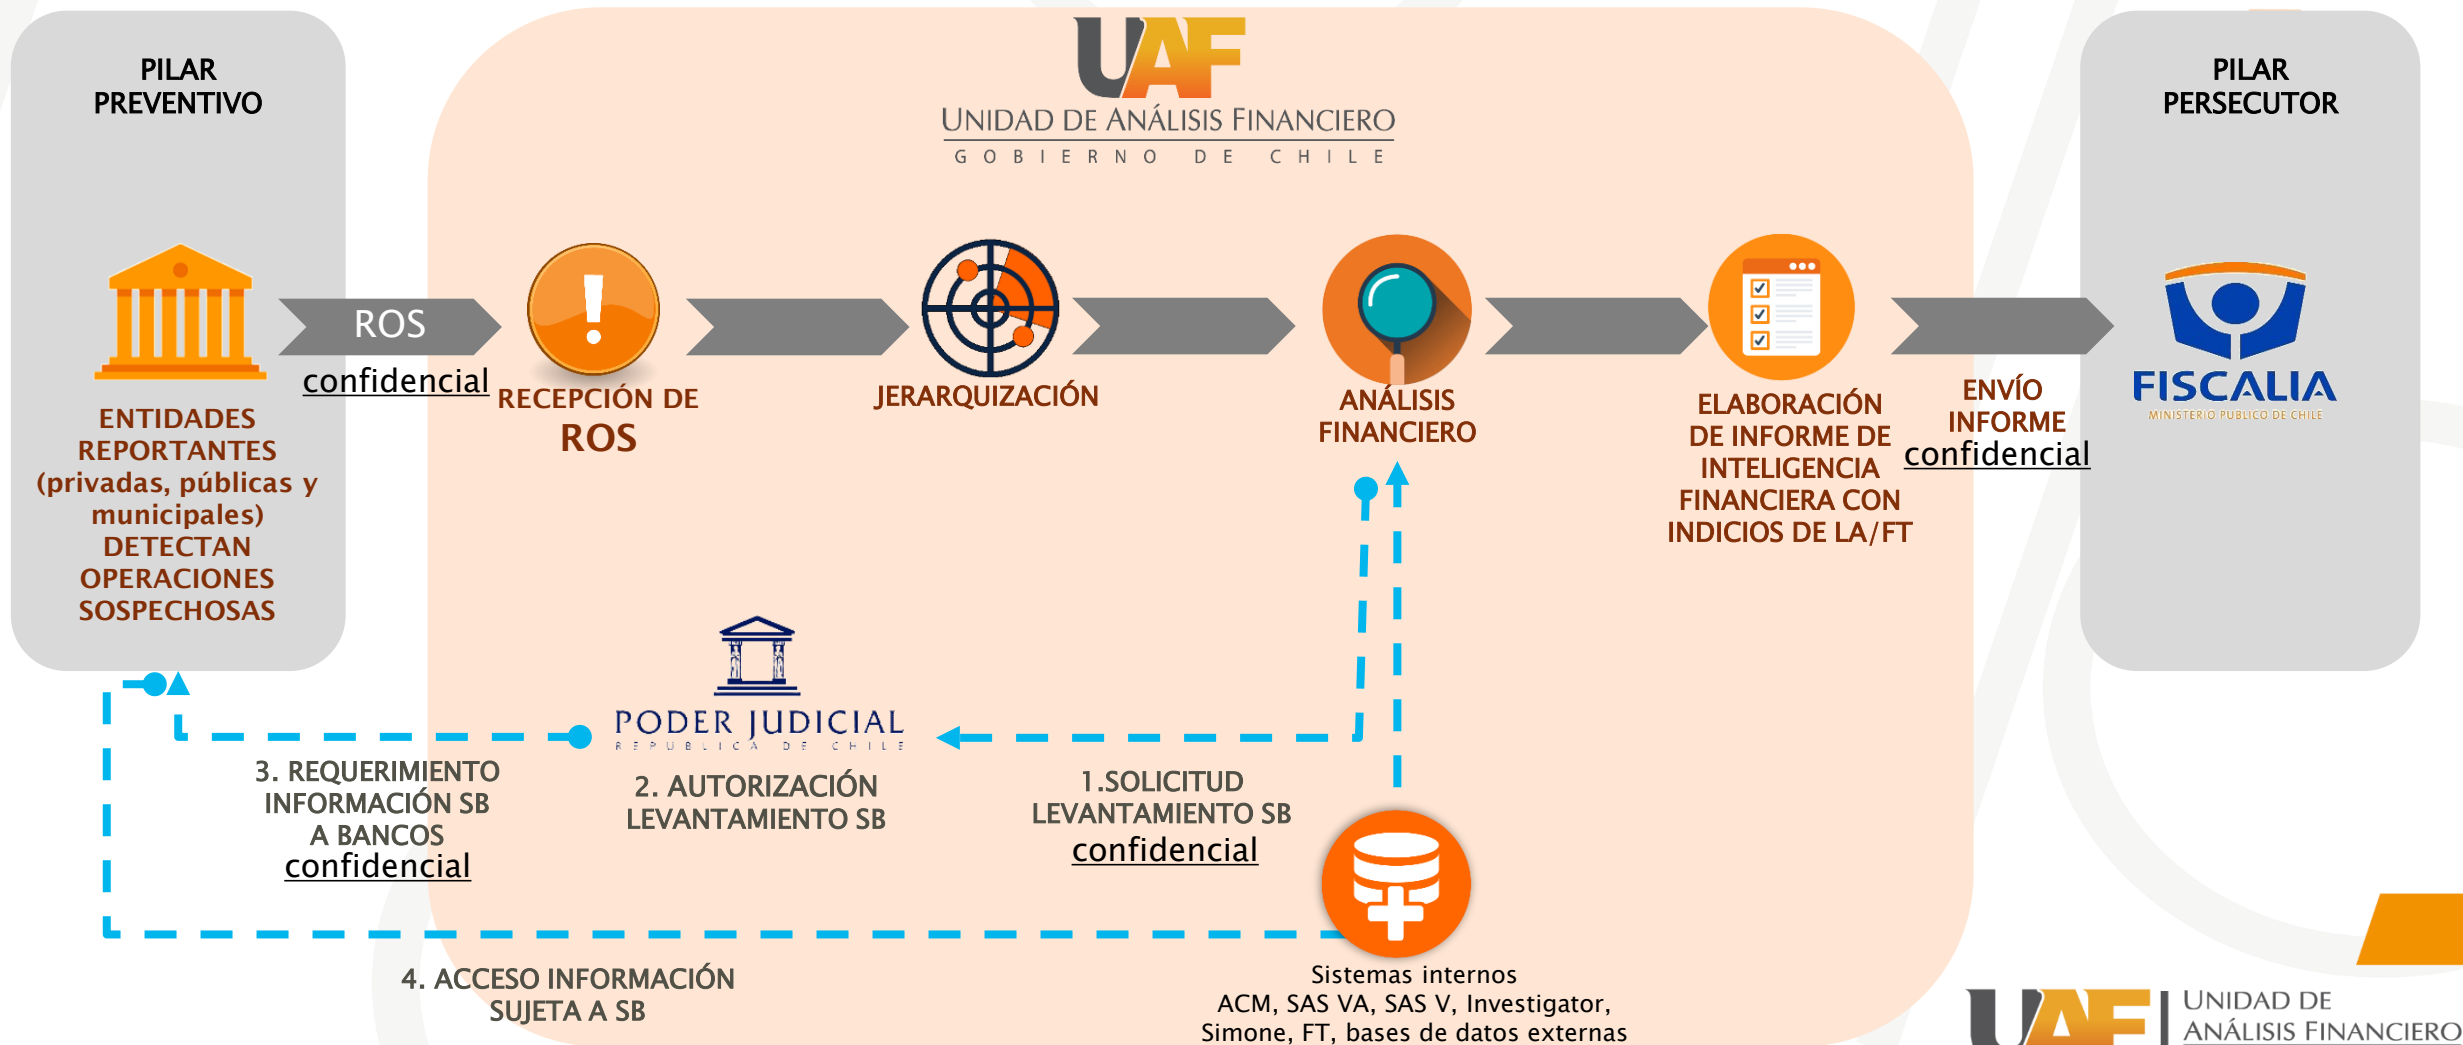 PILAR
PREVENTIVO
UAF
UNIDAD DE ANÁLISIS FINANCIERO
GOBIERNO DE CHILE
PILAR
PERSECUTOR
ROS
confidencial
ENTIDADES
REPORTANTES
(privadas, públicas y
municipales)
DETECTAN
OPERACIONES
SOSPECHOSAS
RECEPCIÓN DE
ROS
JERARQUIZACIÓN
ANÁLISIS
FINANCIERO
ELABORACIÓN
DE INFORME DE
INTELIGENCIA
FINANCIERA CON
INDICIOS DE LA/FT
ENVÍO
INFORME
confidencial
FISCALIA
MINISTERIO PUBLICO DE CHILE
PODER JUDICIAL
REPUBLICA DE CHILE
3. REQUERIMIENTO
INFORMACIÓN SB
A BANCOS
confidencial
2. AUTORIZACIÓN
LEVANTAMIENTO SB
1.SOLICITUD
LEVANTAMIENTO SB
confidencial
4. ACCESO INFORMACIÓN
SUJETA A SB
Sistemas internos
ACM, SAS VA, SAS V, Investigator,
Simone, FT, bases de datos externas
UAF
UNIDAD DE
ANÁLISIS FINANCIERO